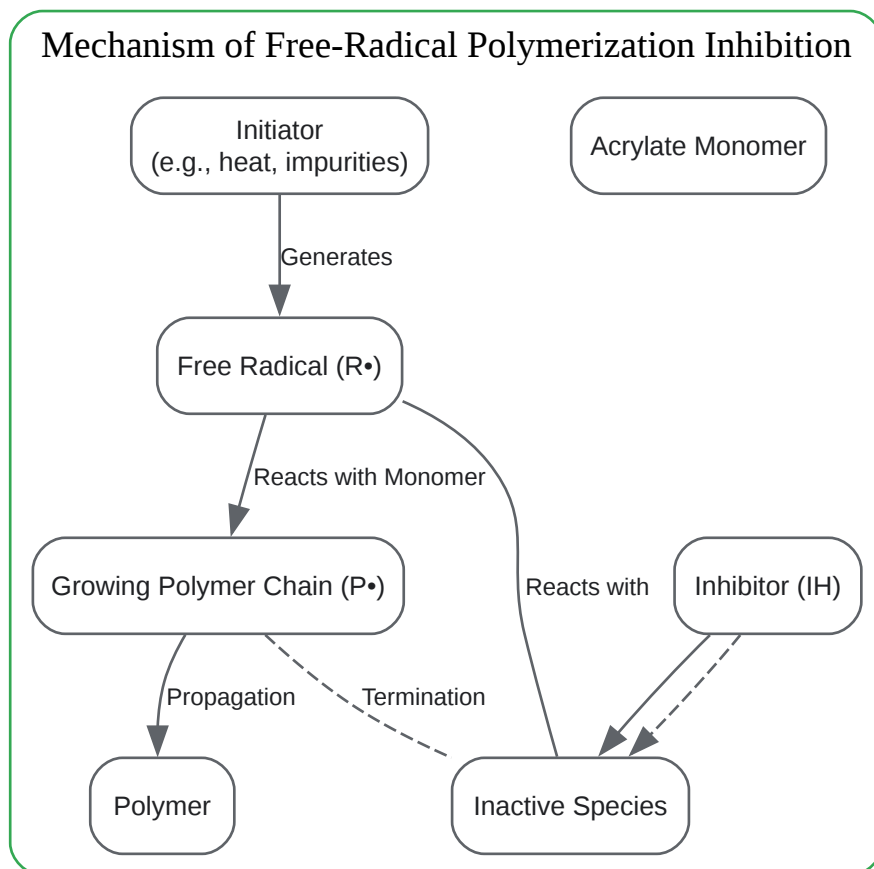 Mechanism of Free-Radical Polymerization Inhibition
Initiator
(e.g., heat, impurities)
Acrylate Monomer
Generates
Free Radical (R•)
Reacts with Monomer
Growing Polymer Chain (P•)
Reacts with
Inhibitor (IH)
Propagation
Termination
Polymer
Inactive Species